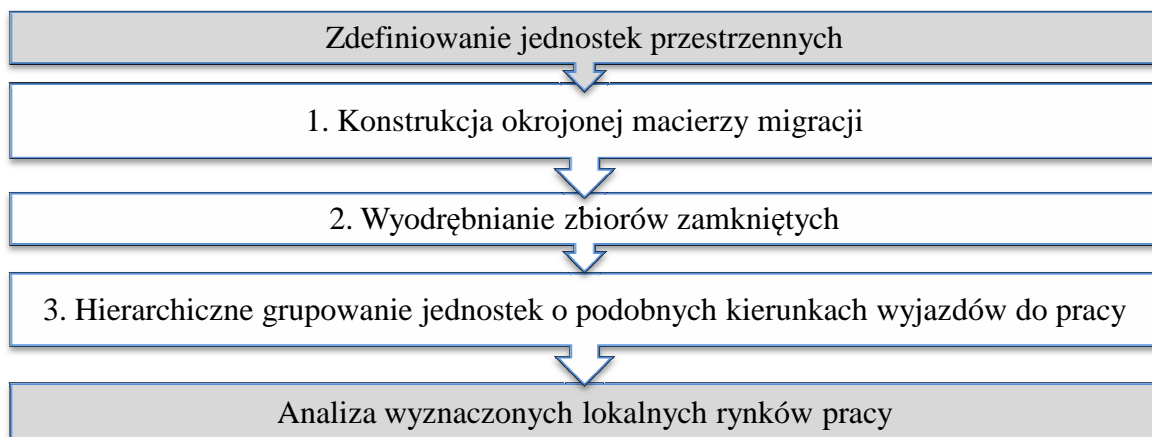 Zdefiniowanie jednostek przestrzennych
1. Konstrukcja okrojonej macierzy migracji
2. Wyodrębnianie zbiorów zamkniętych
3. Hierarchiczne grupowanie jednostek o podobnych kierunkach wyjazdów do pracy
Analiza wyznaczonych lokalnych rynków pracy